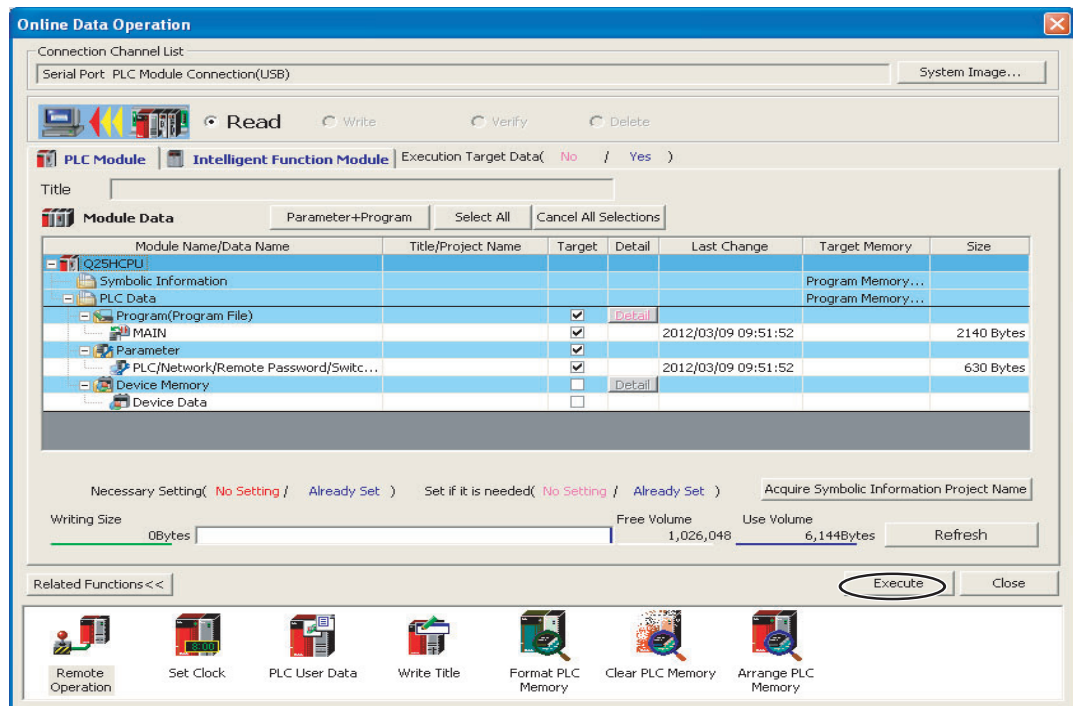 Online Data Operation
Connection Channel List
Serial Port PLC Module Connection(USB)
System Image...
Read Write Verify Delete
PLC Module Intelligent Function Module Execution Target Data( No / Yes )
Title
Module Data Parameter+Program Select All Cancel All Selections
Module Name/Data Name Title/Project Name Target Detail Last Change Target Memory Size
Q25HCPU
Symbolic Information Program Memory...
PLC Data Program Memory...
Program(Program File) Detail
MAIN 2012/03/09 09:51:52 2140 Bytes
Parameter
PLC/Network/Remote Password/Switc... 2012/03/09 09:51:52 630 Bytes
Device Memory Detail
Device Data
Necessary Setting( No Setting / Already Set ) Set if it is needed( No Setting / Already Set ) Acquire Symbolic Information Project Name
Writing Size Free Volume Use Volume
0Bytes 1,026,048 6,144Bytes Refresh
Related Functions<< Execute Close
8:00
Remote Operation
Set Clock
PLC User Data
Write Title
Format PLC Memory
Clear PLC Memory
Arrange PLC Memory